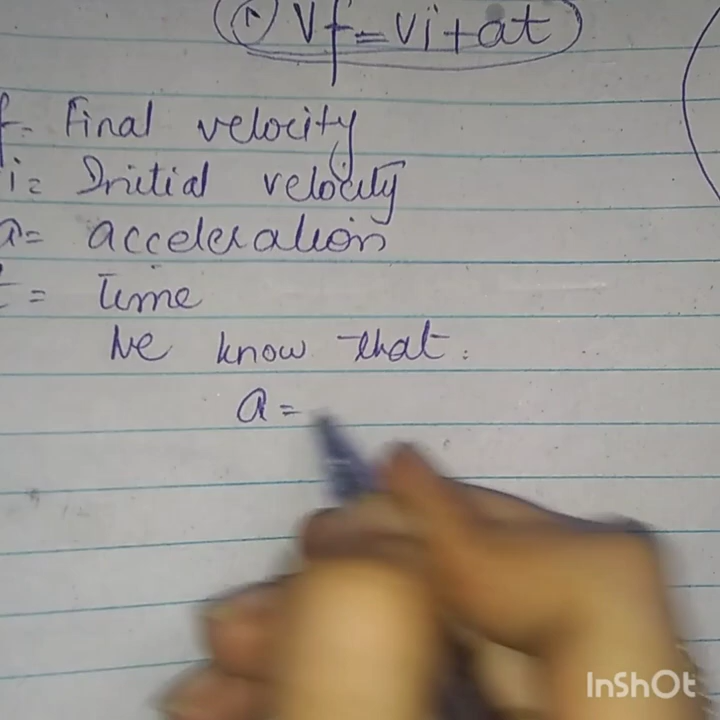 ① Vf = Vi + at
f = Final velocity
i = Initial velocity
a = acceleration
t = Time
We know that :
a =
InShOt